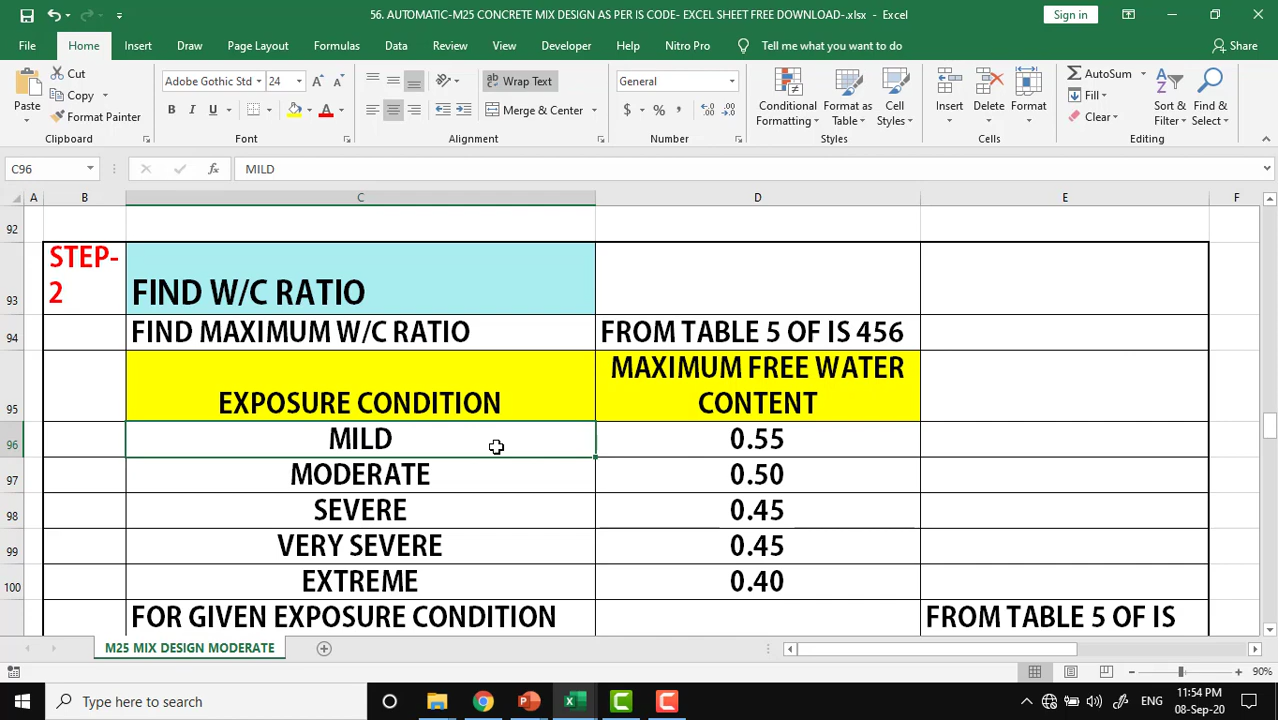 56. AUTOMATIC-M25 CONCRETE MIX DESIGN AS PER IS CODE- EXCEL SHEET FREE DOWNLOAD-.xlsx - Excel
Sign in
File Home Insert Draw Page Layout Formulas Data Review View Developer Help Nitro Pro Tell me what you want to do Share
Paste
Cut
Copy
Format Painter
Clipboard
Adobe Gothic Std 24
B I U
Font
Wrap Text
Merge & Center
Alignment
General
$ % ,
Number
Conditional Formatting
Format as Table
Cell Styles
Styles
Insert Delete Format
Cells
AutoSum
Fill
Clear
Sort & Filter
Find & Select
Editing
C96 fx MILD
A B C D E F
92
93 STEP-2 FIND W/C RATIO
94 FIND MAXIMUM W/C RATIO FROM TABLE 5 OF IS 456
95 EXPOSURE CONDITION MAXIMUM FREE WATER CONTENT
96 MILD 0.55
97 MODERATE 0.50
98 SEVERE 0.45
99 VERY SEVERE 0.45
100 EXTREME 0.40
FOR GIVEN EXPOSURE CONDITION FROM TABLE 5 OF IS
M25 MIX DESIGN MODERATE
90%
Type here to search
ENG
11:54 PM
08-Sep-20